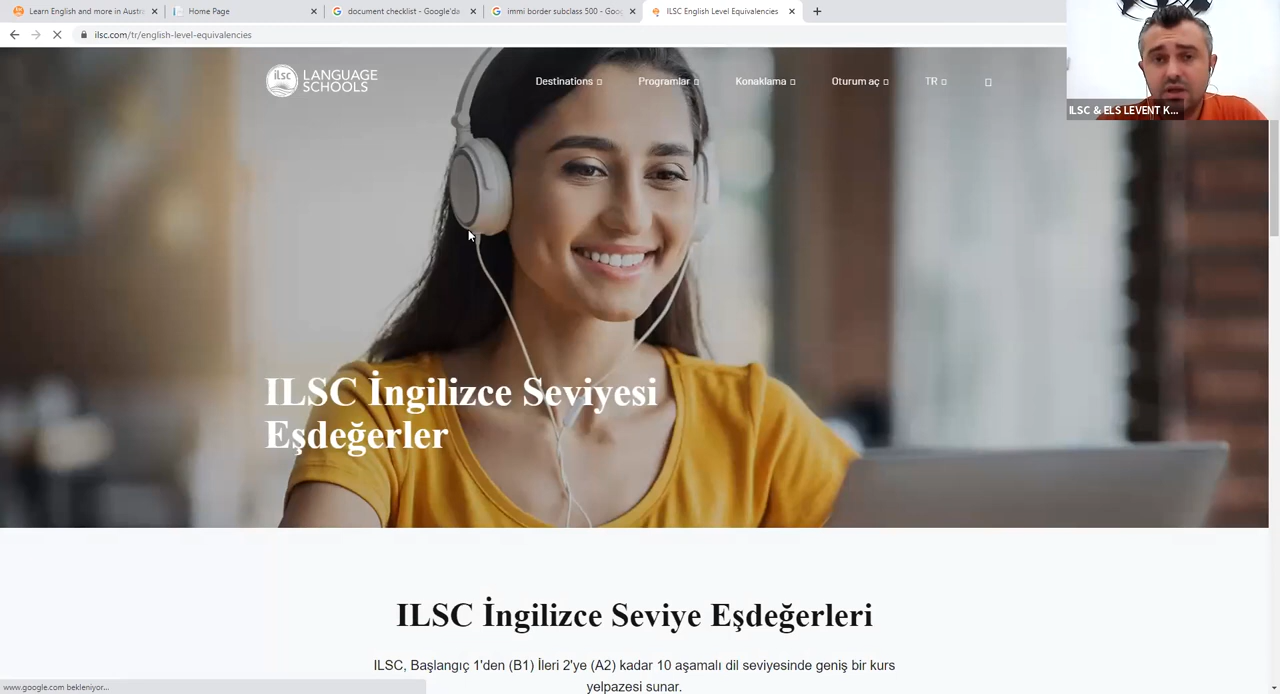 Learn English and more in Austra
Home Page
document checklist - Google'da
immi border subclass 500 - Goog
ILSC English Level Equivalencies
ilsc.com/tr/english-level-equivalencies
ilsc
LANGUAGE
SCHOOLS
Destinations
Programlar
Konaklama
Oturum aç
TR
ILSC & ELS LEVENT K...
ILSC İngilizce Seviyesi
Eşdeğerler
ILSC İngilizce Seviye Eşdeğerleri
ILSC, Başlangıç 1'den (B1) İleri 2'ye (A2) kadar 10 aşamalı dil seviyesinde geniş bir kurs
yelpazesi sunar.
www.google.com bekleniyor...